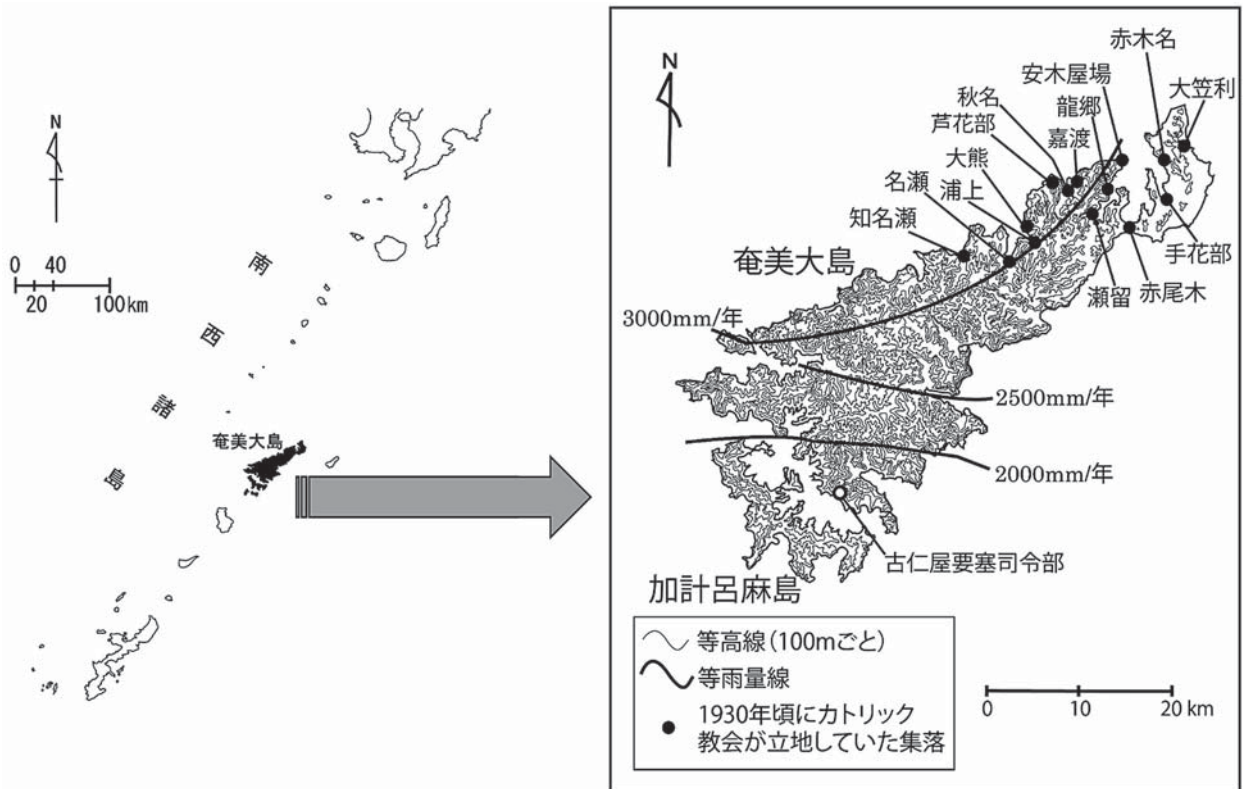 N
0
40
20
100km
南
西
諸
島
奄美大島
N
赤木名
安木屋場
大笠利
秋名
龍郷
芦花部
嘉渡
大熊
名瀬
浦上
知名瀬
手花部
奄美大島
瀬留
赤尾木
3000mm/年
2500mm/年
2000mm/年
古仁屋要塞司令部
加計呂麻島
等高線(100mごと)
等雨量線
1930年頃にカトリック
教会が立地していた集落
0
10
20 km